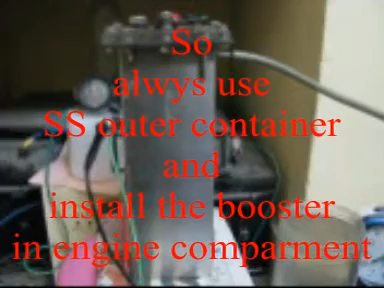 So
alwys use
SS outer container
and
install the booster
in engine comparment